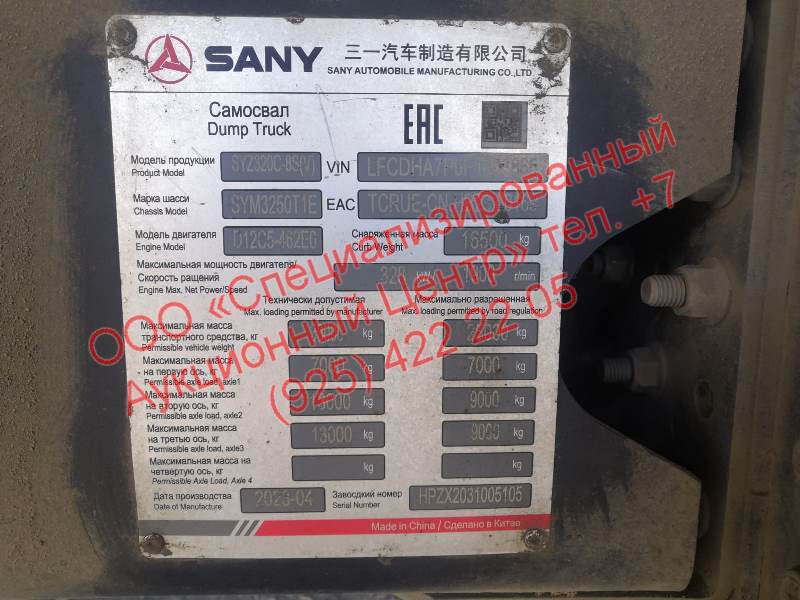 SANY
三一汽车制造有限公司
SANY AUTOMOBILE MANUFACTURING CO.,LTD
Самосвал
Dump Truck
EAC
Модель продукции
Product Model
SYZ320C-8S(V)
VIN
Марка шасси
Chassis Model
SYM3250T1E
EAC
Модель двигателя
Engine Model
D12C5-462E0
Снаряженная масса
Curb Weight
16500 kg
Максимальная мощность двигателя/
Скорость ращения
Engine Max, Net Power/Speed
328 kW
r/min
Технически допустимая
Max. loading permitted by manufacturer
Максимально разрошенная
Max. loading permitted by road regulation
Максимальная масса
транспортного средства, кг
Permissible vehicle weight
kg
kg
Максимальная масса
на первую ось, кг
Permissible axle load, axle1
7000 kg
7000 kg
Максимальная масса
на вторую ось, кг
Permissible axle load, axle2
13000 kg
9000 kg
Максимальная масса
на третью ось, кг
Permissible axle load, axle3
13000 kg
9000 kg
Максимальная масса на
четвертую ось, кг
Permissible Axle Load, Axle 4
kg
kg
Дата производства
Date of Manufacture
2023-04
Заводской номер
Serial Number
HPZX2031005105
Made in China / Сделано в Китае
ООО «Специализированный
Аукционный Центр» тел. +7
(925) 422 22 05